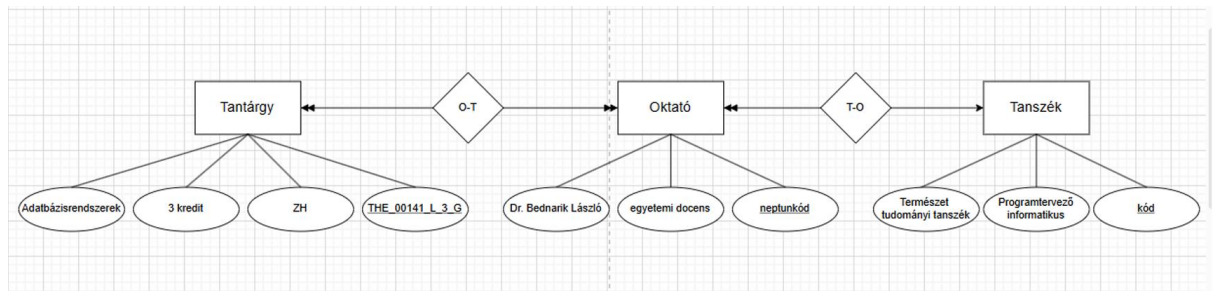 Tantárgy
O-T
Oktató
T-O
Tanszék
Adatbázisrendszerek
3 kredit
ZH
THE_00141_L_3_G
Dr. Bednarik László
egyetemi docens
neptunkód
Természet
tudományi tanszék
Programtervező
informatikus
kód